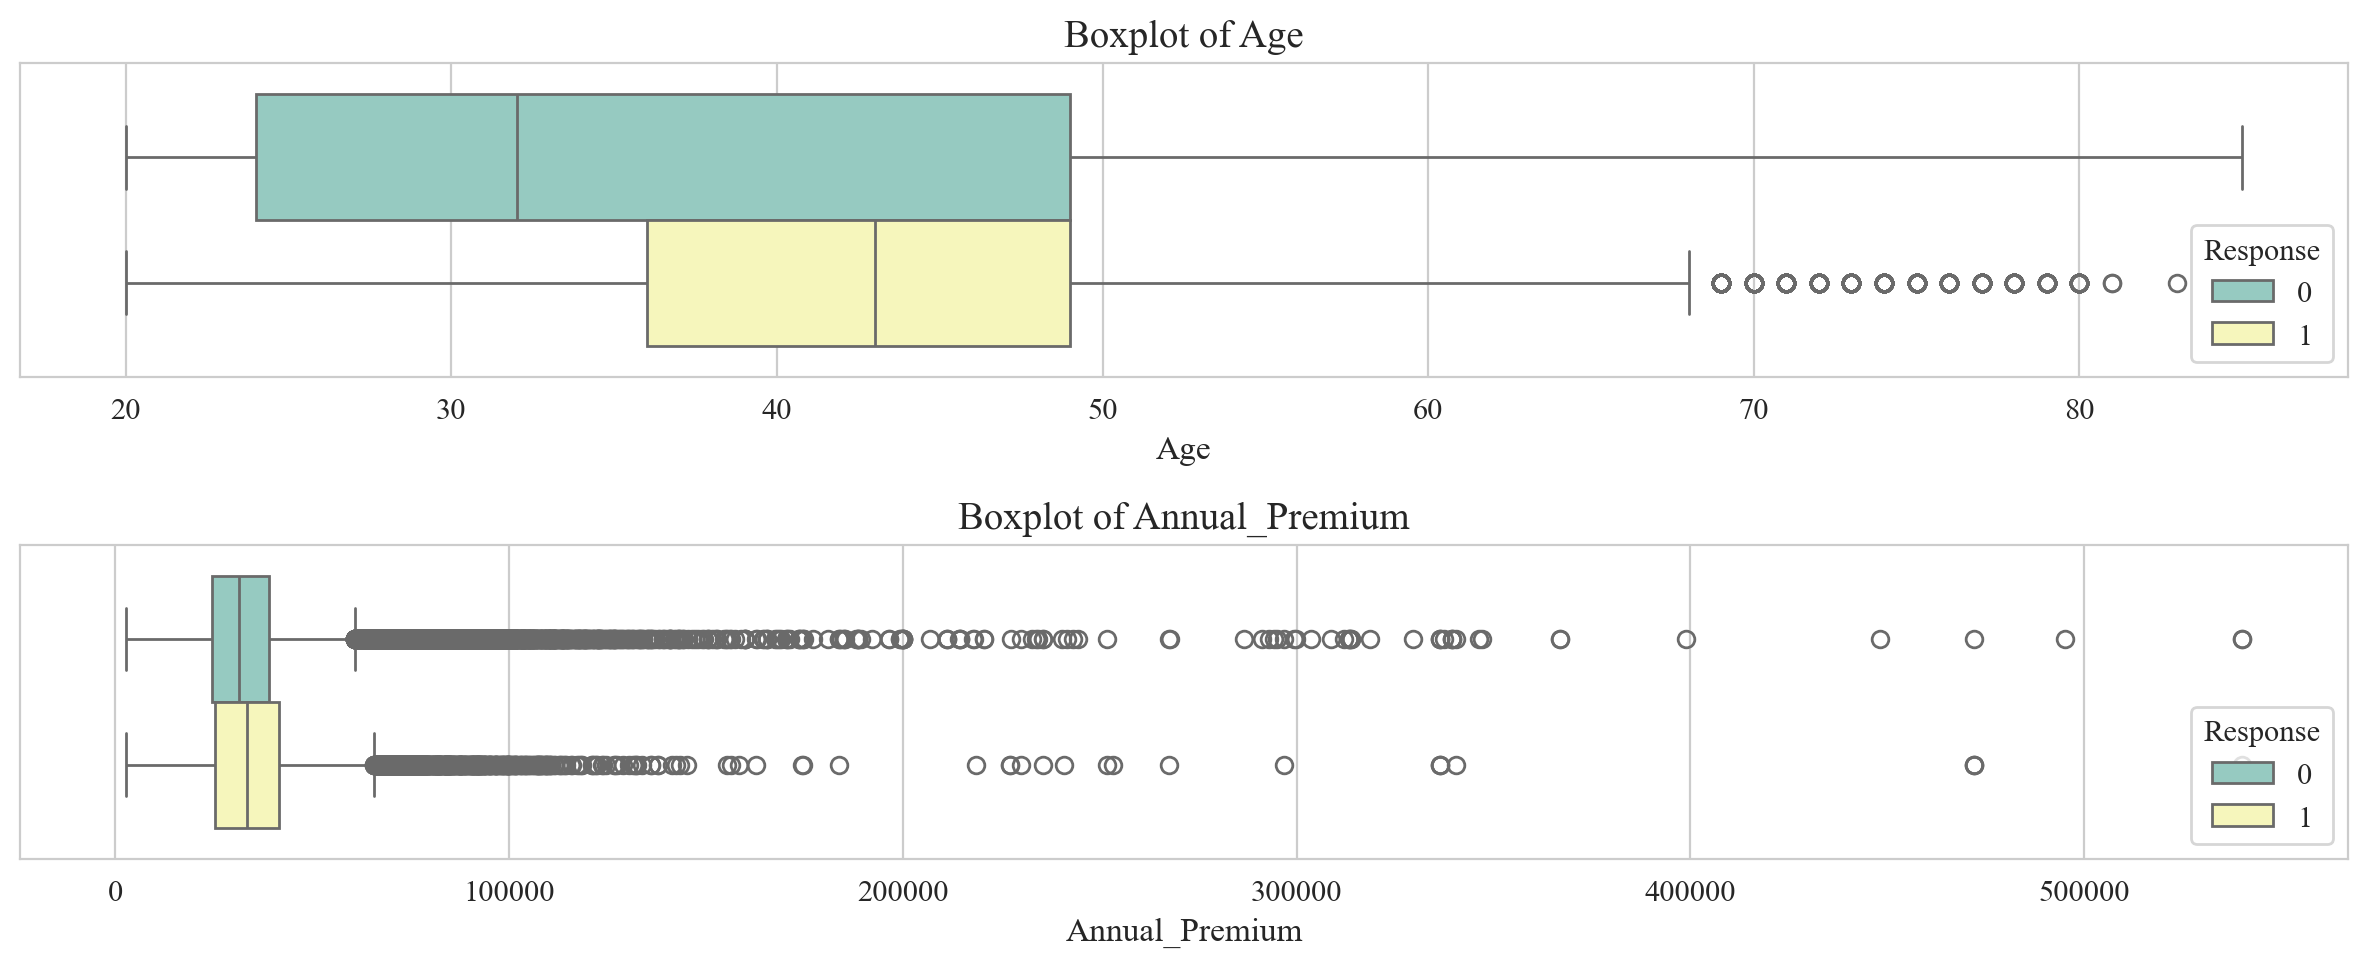 Boxplot of Age
Response
0
1
20 30 40 50 60 70 80
Age
Boxplot of Annual_Premium
Response
0
1
0 100000 200000 300000 400000 500000
Annual_Premium